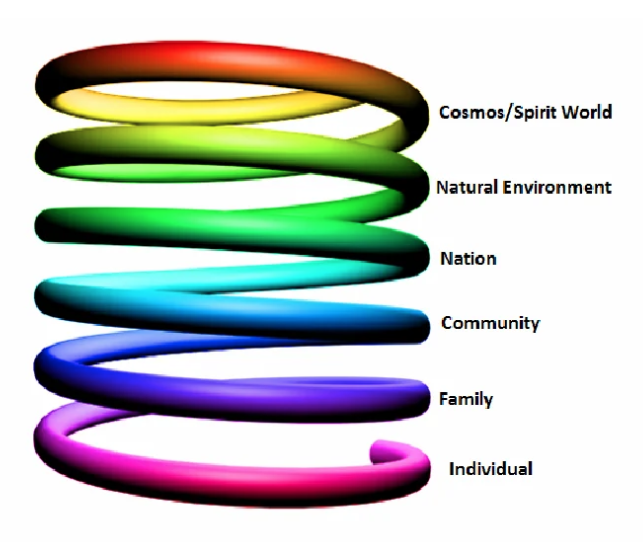 Cosmos/Spirit World
Natural Environment
Nation
Community
Family
Individual